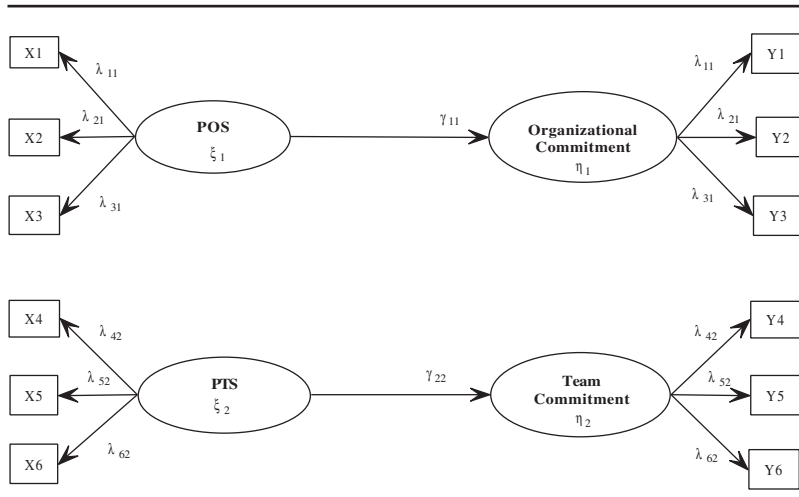 X1
λ 11
X2
λ 21
X3
λ 31
POS
ξ 1
γ 11
Organizational
Commitment
η 1
λ 11
Y1
λ 21
Y2
λ 31
Y3
X4
λ 42
X5
λ 52
X6
λ 62
PTS
ξ 2
γ 22
Team
Commitment
η 2
λ 42
Y4
λ 52
Y5
λ 62
Y6